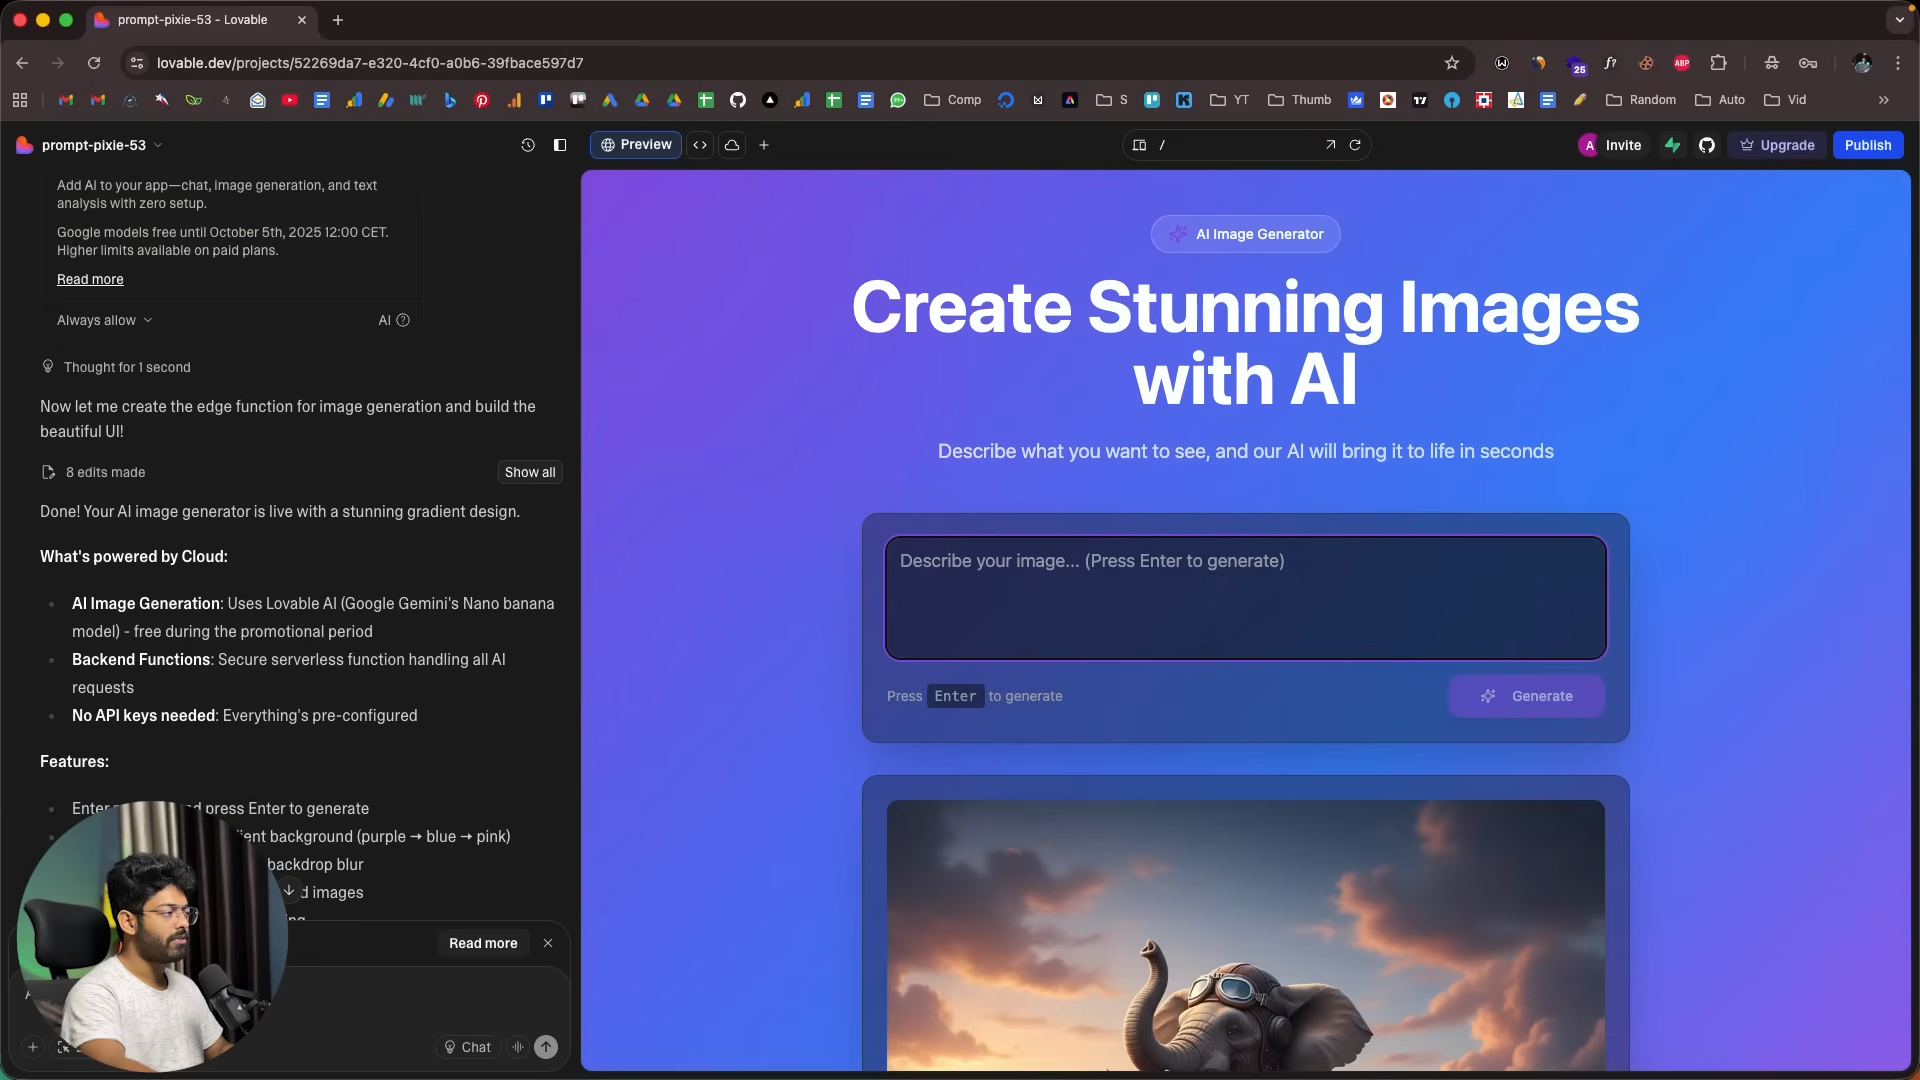 prompt-pixie-53 - Lovable
lovable.dev/projects/52269da7-e320-4cf0-a0b6-39fbace597d7
25
f?
ABP
Comp
S
YT
Thumb
Random
Auto
Vid
prompt-pixie-53
Preview
/
A
Invite
Upgrade
Publish
Add AI to your app—chat, image generation, and text
analysis with zero setup.
Google models free until October 5th, 2025 12:00 CET.
Higher limits available on paid plans.
Read more
Always allow
AI
Thought for 1 second
Now let me create the edge function for image generation and build the
beautiful UI!
8 edits made
Show all
Done! Your AI image generator is live with a stunning gradient design.
What's powered by Cloud:
AI Image Generation: Uses Lovable AI (Google Gemini's Nano banana
model) - free during the promotional period
Backend Functions: Secure serverless function handling all AI
requests
No API keys needed: Everything's pre-configured
Features:
Enter press Enter to generate
background (purple → blue → pink)
backdrop blur
images
Read more
Chat
AI Image Generator
Create Stunning Images
with AI
Describe what you want to see, and our AI will bring it to life in seconds
Describe your image... (Press Enter to generate)
Press Enter to generate
Generate